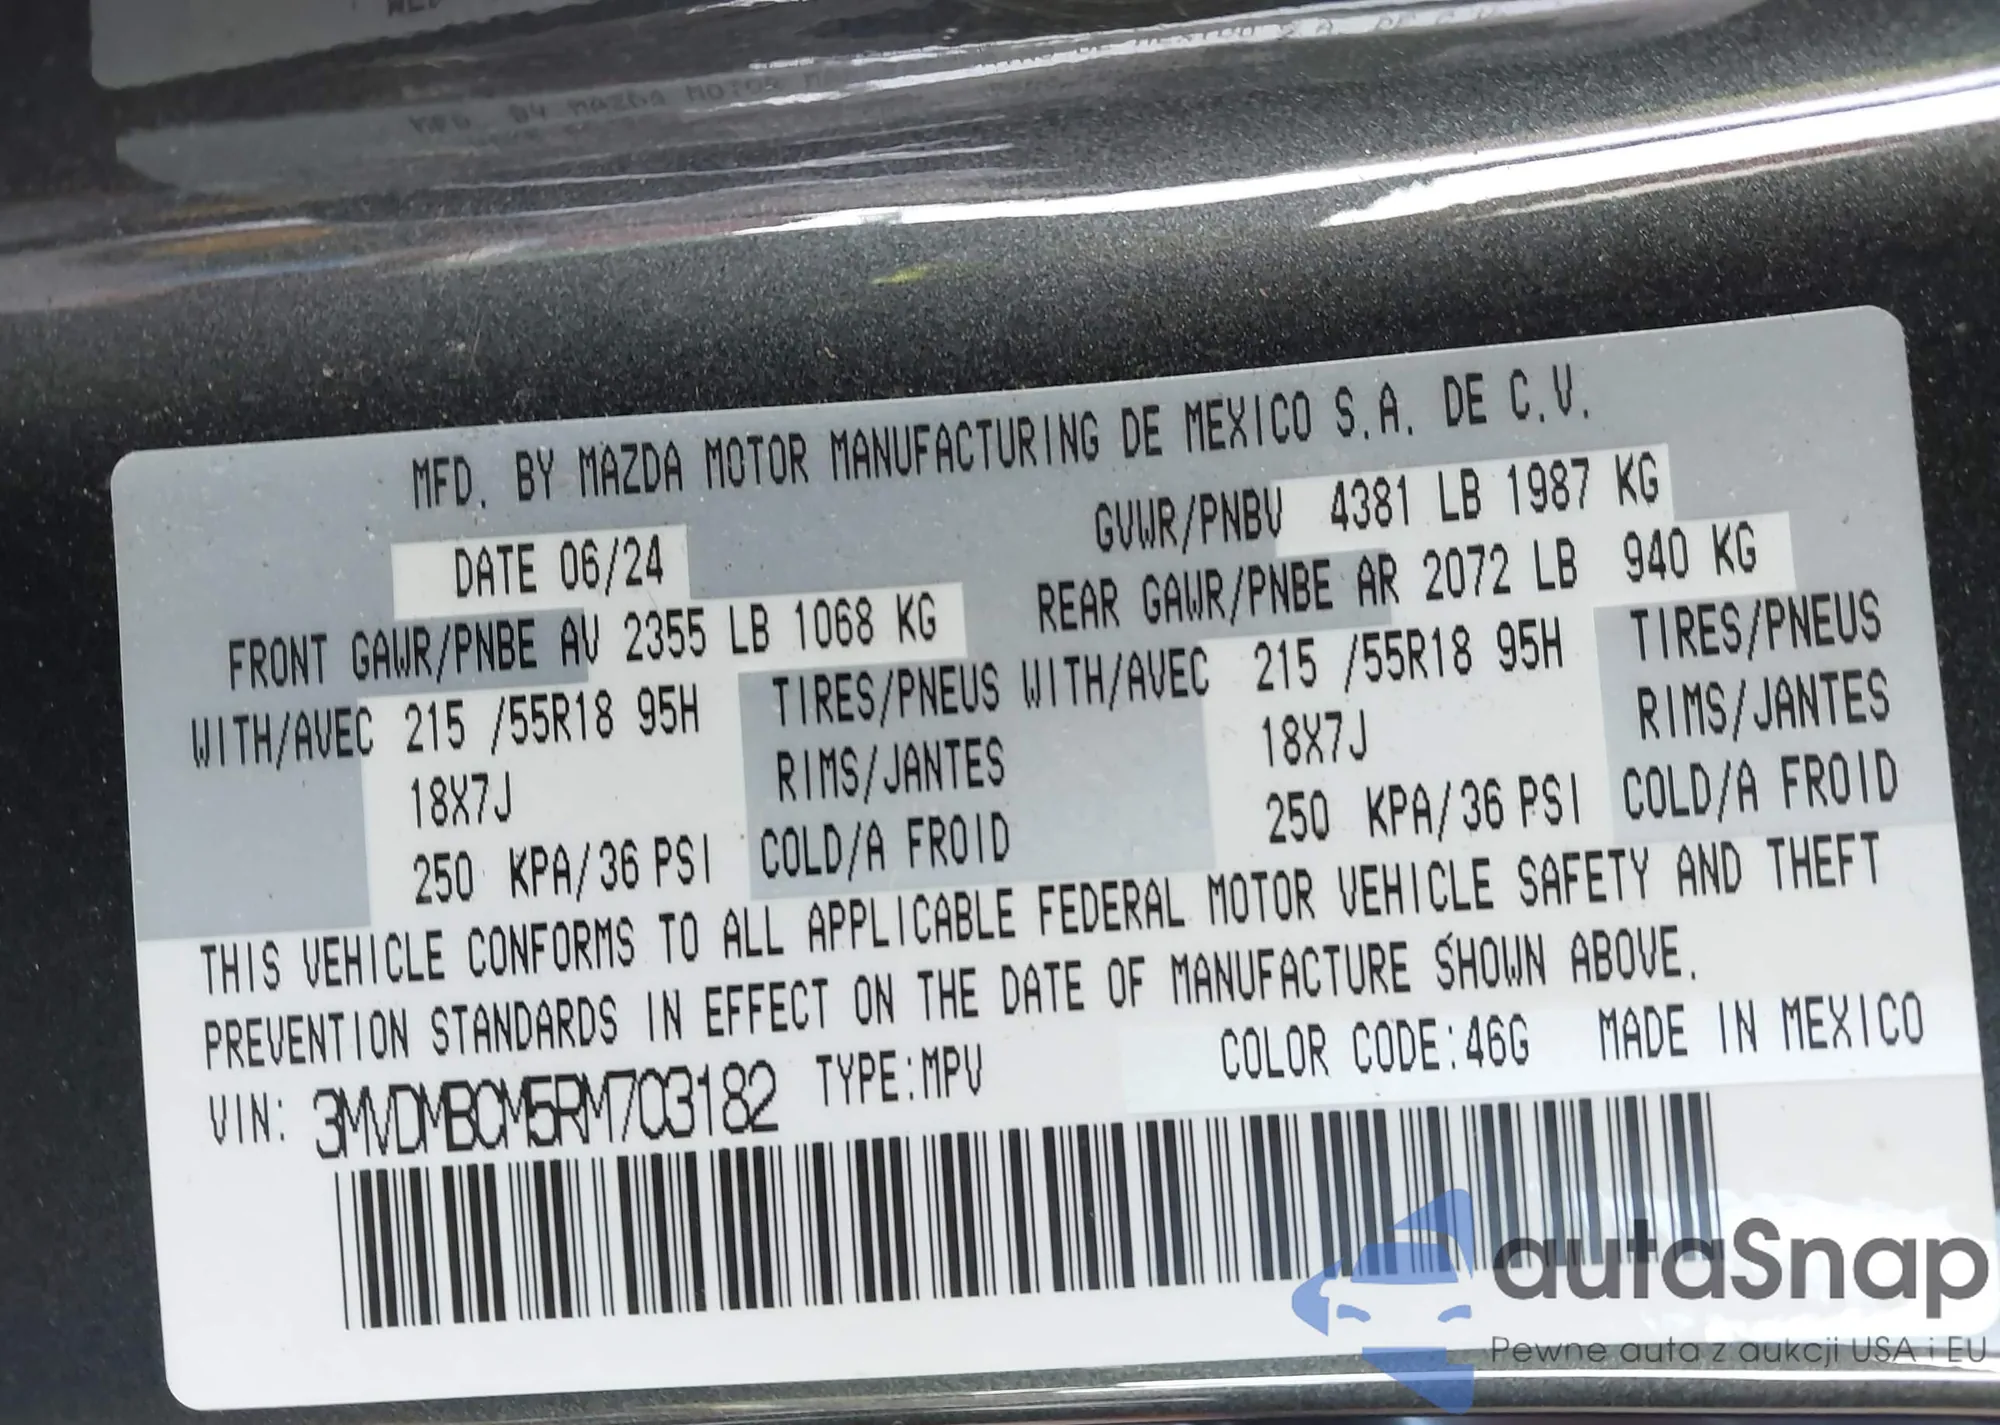 MFD. BY MAZDA MOTOR MANUFACTURING DE MEXICO S.A. DE C.V.
DATE 06/24 GVWR/PNBV 4381 LB 1987 KG
FRONT GAWR/PNBE AV 2355 LB 1068 KG REAR GAWR/PNBE AR 2072 LB 940 KG
WITH/AVEC 215 /55R18 95H TIRES/PNEUS WITH/AVEC 215 /55R18 95H TIRES/PNEUS
18X7J RIMS/JANTES 18X7J RIMS/JANTES
250 KPA/36 PSI COLD/A FROID 250 KPA/36 PSI COLD/A FROID
THIS VEHICLE CONFORMS TO ALL APPLICABLE FEDERAL MOTOR VEHICLE SAFETY AND THEFT
PREVENTION STANDARDS IN EFFECT ON THE DATE OF MANUFACTURE SHOWN ABOVE.
VIN: 3MVDMBCM5RM703182 TYPE:MPV COLOR CODE:46G MADE IN MEXICO
autaSnap
Pewne auta z aukcji USA i EU